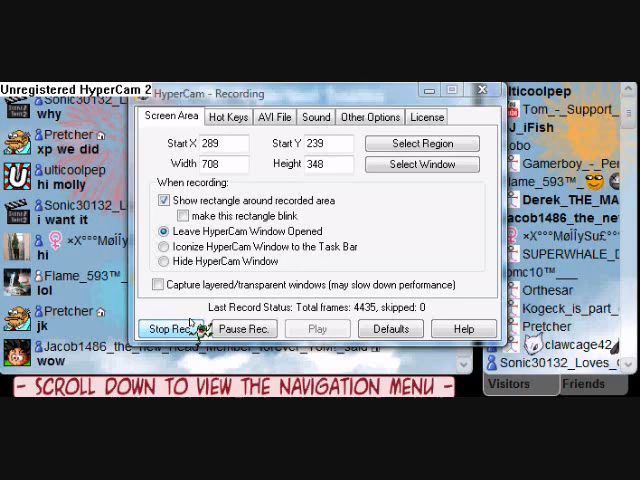 Unregistered HyperCam 2
HyperCam - Recording
Screen Area
Hot Keys
AVI File
Sound
Other Options
License
Start X 289
Start Y 239
Select Region
Width 708
Height 348
Select Window
When recording:
Show rectangle around recorded area
make this rectangle blink
Leave HyperCam Window Opened
Iconize HyperCam Window to the Task Bar
Hide HyperCam Window
Capture layered/transparent windows (may slow down performance)
Last Record Status: Total frames: 4435, skipped: 0
Stop Rec.
Pause Rec.
Play
Defaults
Help
Sonic30132_L
why
Pretcher
xp we did
ulticoolpep
hi molly
Sonic30132_L
i want it
hi
Flame_593™
lol
Pretcher
jk
Jacob1486_the_New_Head_Member_forever_Tom_said
wow
ulticoolpep
Tom_-_Support_
J_iFish
obo
Gamerboy_-_Per
lame_593™
Derek_THE_MA
acob1486_the_ne
SUPERWHALE_D
omc10™
Orthesar
Kogeck_is_part_
Pretcher
clawcage42
Sonic30132_Loves_
- SCROLL DOWN TO VIEW THE NAVIGATION MENU -
Visitors
Friends